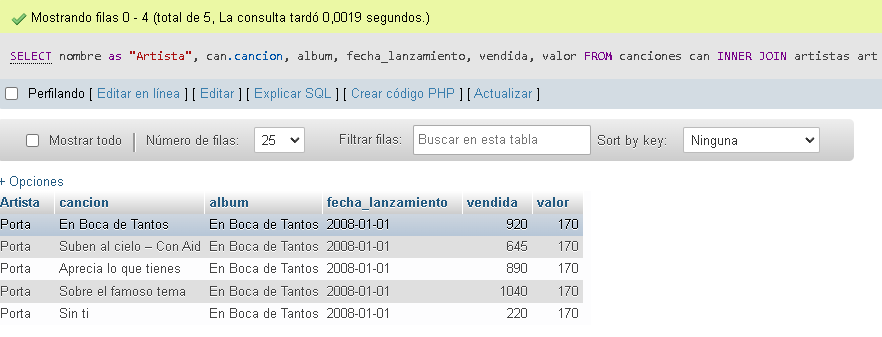 Mostrando filas 0 - 4 (total de 5, La consulta tardó 0,0019 segundos.)
SELECT nombre as "Artista", can.cancion, album, fecha_lanzamiento, vendida, valor FROM canciones can INNER JOIN artistas art
Perfilando [ Editar en línea ] [ Editar ] [ Explicar SQL ] [ Crear código PHP ] [ Actualizar ]
Mostrar todo Número de filas: 25 Filtrar filas: Buscar en esta tabla Sort by key: Ninguna
+ Opciones
Artista cancion album fecha_lanzamiento vendida valor
Porta En Boca de Tantos En Boca de Tantos 2008-01-01 920 170
Porta Suben al cielo – Con Aid En Boca de Tantos 2008-01-01 645 170
Porta Aprecia lo que tienes En Boca de Tantos 2008-01-01 890 170
Porta Sobre el famoso tema En Boca de Tantos 2008-01-01 1040 170
Porta Sin ti En Boca de Tantos 2008-01-01 220 170